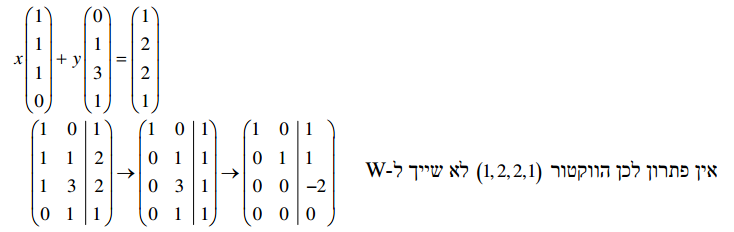 x(1 1 1 0) + y(0 1 3 1) = (1 2 2 1)
(1 0 | 1) (1 0 | 1) (1 0 | 1)
(1 1 | 2) (0 1 | 1) (0 1 | 1) אין פתרון לכן הווקטור (1,2,2,1) לא שייך ל-W
(1 3 | 2) → (0 3 | 1) → (0 0 | −2)
(0 1 | 1) (0 1 | 1) (0 0 | 0)